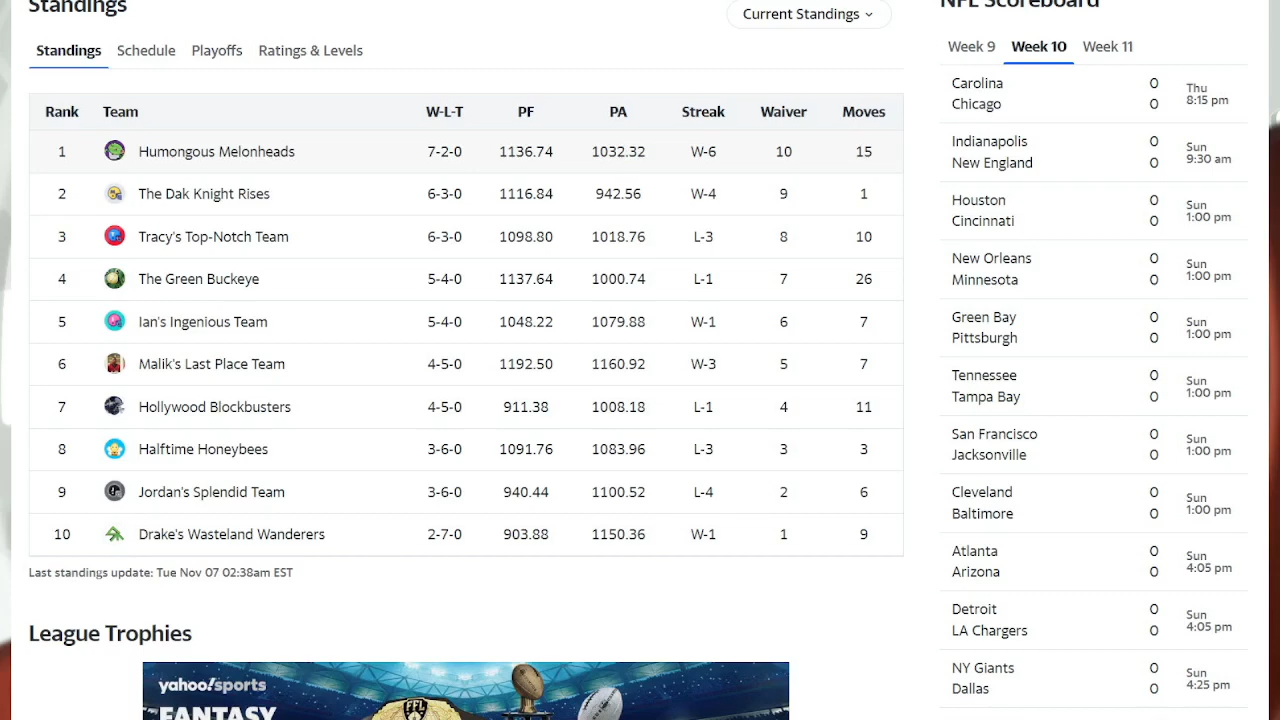 Standings
Current Standings
Standings Schedule Playoffs Ratings & Levels
Rank Team W-L-T PF PA Streak Waiver Moves
1 Humongous Melonheads 7-2-0 1136.74 1032.32 W-6 10 15
2 The Dak Knight Rises 6-3-0 1116.84 942.56 W-4 9 1
3 Tracy's Top-Notch Team 6-3-0 1098.80 1018.76 L-3 8 10
4 The Green Buckeye 5-4-0 1137.64 1000.74 L-1 7 26
5 Ian's Ingenious Team 5-4-0 1048.22 1079.88 W-1 6 7
6 Malik's Last Place Team 4-5-0 1192.50 1160.92 W-3 5 7
7 Hollywood Blockbusters 4-5-0 911.38 1008.18 L-1 4 11
8 Halftime Honeybees 3-6-0 1091.76 1083.96 L-3 3 3
9 Jordan's Splendid Team 3-6-0 940.44 1100.52 L-4 2 6
10 Drake's Wasteland Wanderers 2-7-0 903.88 1150.36 W-1 1 9
Last standings update: Tue Nov 07 02:38am EST
League Trophies
yahoo!sports
FANTASY
FFL
NFL Scoreboard
Week 9 Week 10 Week 11
Carolina 0
Chicago 0
Thu
8:15 pm
Indianapolis 0
New England 0
Sun
9:30 am
Houston 0
Cincinnati 0
Sun
1:00 pm
New Orleans 0
Minnesota 0
Sun
1:00 pm
Green Bay 0
Pittsburgh 0
Sun
1:00 pm
Tennessee 0
Tampa Bay 0
Sun
1:00 pm
San Francisco 0
Jacksonville 0
Sun
1:00 pm
Cleveland 0
Baltimore 0
Sun
1:00 pm
Atlanta 0
Arizona 0
Sun
4:05 pm
Detroit 0
LA Chargers 0
Sun
4:05 pm
NY Giants 0
Dallas 0
Sun
4:25 pm